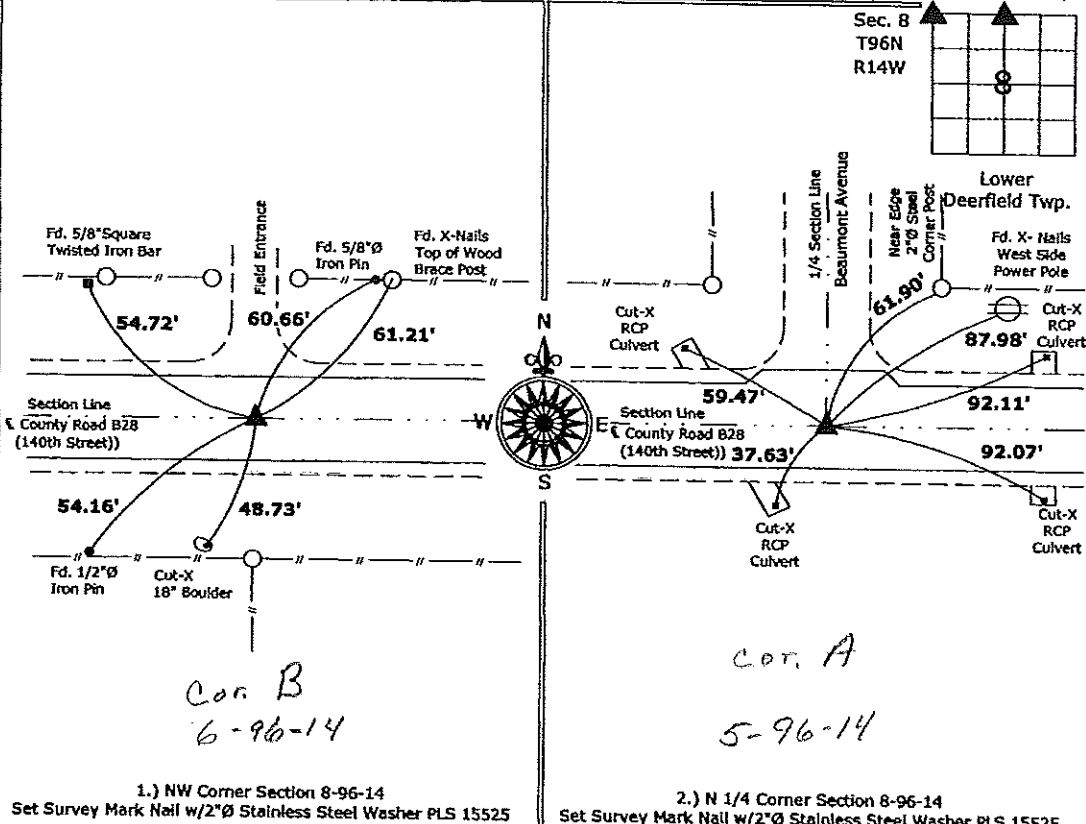 Sec. 8
T96N
R14W
Lower
Deerfield Twp.
Fd. 5/8"Square
Twisted Iron Bar
Field Entrance
Fd. 5/8"Ø
Iron Pin
Fd. X-Nails
Top of Wood
Brace Post
54.72'
60.66'
61.21'
Section Line
℄ County Road B28
(140th Street))
54.16'
48.73'
Fd. 1/2"Ø
Iron Pin
Cut-X
18" Boulder
Cor. B
6-96-14
1.) NW Corner Section 8-96-14
Set Survey Mark Nail w/2"Ø Stainless Steel Washer PLS 15525
N
W
E
S
1/4 Section Line
Beaumont Avenue
Near Edge
2"Ø Steel
Corner Post
Fd. X- Nails
West Side
Power Pole
Cut-X
RCP
Culvert
Cut-X
RCP
Culvert
61.90'
87.98'
59.47'
92.11'
Section Line
℄ County Road B28
(140th Street))
37.63'
92.07'
Cut-X
RCP
Culvert
Cut-X
RCP
Culvert
Cor. A
5-96-14
2.) N 1/4 Corner Section 8-96-14
Set Survey Mark Nail w/2"Ø Stainless Steel Washer PLS 15525